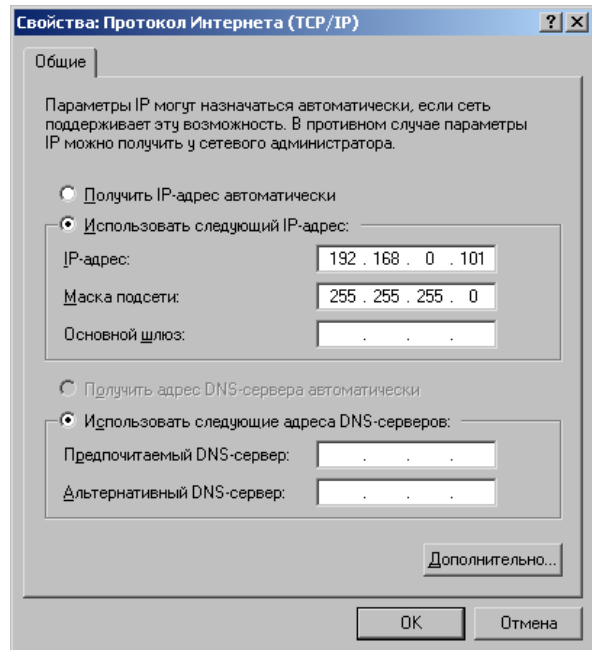 Свойства: Протокол Интернета (TCP/IP)
Общие
Параметры IP могут назначаться автоматически, если сеть
поддерживает эту возможность. В противном случае параметры
IP можно получить у сетевого администратора.
Получить IP-адрес автоматически
Использовать следующий IP-адрес:
IP-адрес: 192 . 168 . 0 . 101
Маска подсети: 255 . 255 . 255 . 0
Основной шлюз: . . .
Получить адрес DNS-сервера автоматически
Использовать следующие адреса DNS-серверов:
Предпочитаемый DNS-сервер: . . .
Альтернативный DNS-сервер: . . .
Дополнительно...
OK Отмена